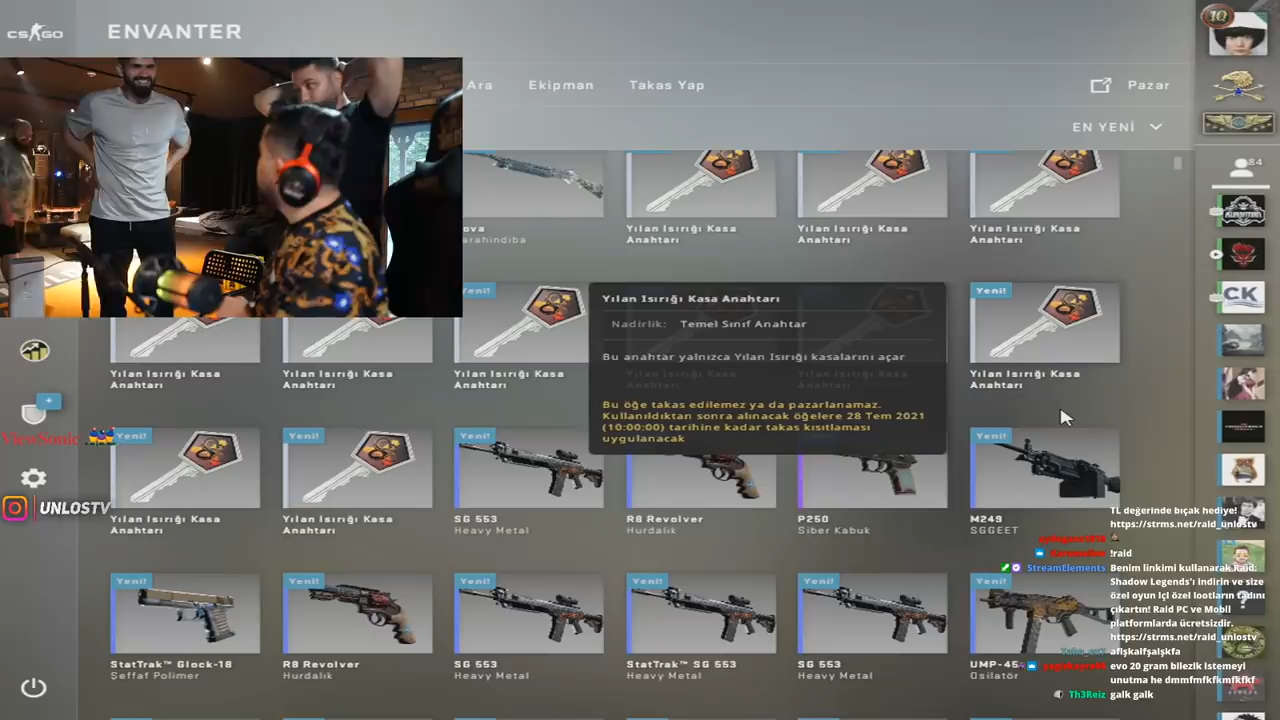 CS GO
ENVANTER
Ara
Ekipman
Takas Yap
Pazar
EN YENİ
84
Yılan Isırığı Kasa
Anahtarı
Yılan Isırığı Kasa
Anahtarı
Yılan Isırığı Kasa
Anahtarı
Yeni!
Yılan Isırığı Kasa
Anahtarı
Yılan Isırığı Kasa
Anahtarı
Yılan Isırığı Kasa
Anahtarı
Yılan Isırığı Kasa
Anahtarı
Yılan Isırığı Kasa Anahtarı
Nadirlik: Temel Sınıf Anahtar
Bu anahtar yalnızca Yılan Isırığı kasalarını açar
Bu öğe takas edilemez ya da pazarlanamaz.
Kullanıldıktan sonra alınacak öğelere 28 Tem 2021
(10:00:00) tarihine kadar takas kısıtlaması
uygulanacak
ViewSonic
UNLOSTV
Yeni!
Yılan Isırığı Kasa
Anahtarı
Yeni!
Yılan Isırığı Kasa
Anahtarı
SG 553
Heavy Metal
R8 Revolver
Hurdalık
P250
Siber Kabuk
Yeni!
M249
SGGEET
Yeni!
StatTrak™ Glock-18
Şeffaf Polimer
Yeni!
R8 Revolver
Hurdalık
Yeni!
SG 553
Heavy Metal
Yeni!
StatTrak™ SG 553
Heavy Metal
Yeni!
SG 553
Heavy Metal
Yeni!
UMP-45
Osilatör
CK
TL değerinde bıçak hediye!
https://strms.net/raid_unlostv
!raid
StreamElements
Benim linkimi kullanarak Raid:
Shadow Legends'ı indirin ve size
özel oyun içi özel lootların tadını
çıkartın! Raid PC ve Mobil
platformlarda ücretsizdir.
https://strms.net/raid_unlostv
afişkalfşalşkfa
evo 20 gram bilezik istemeyi
unutma he dmmfmfkfmkfkfkf
Th3Reiz galk galk